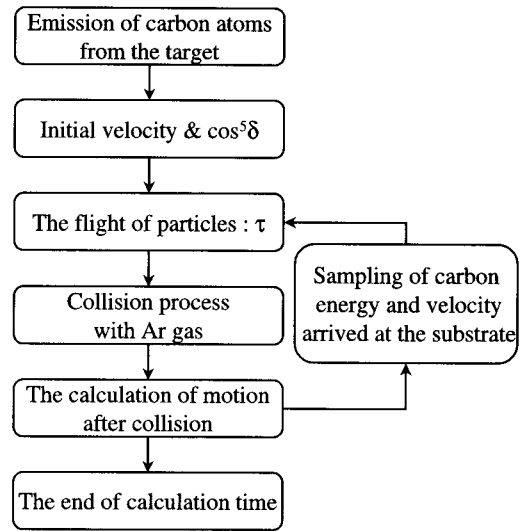 Emission of carbon atoms
from the target
Initial velocity & cos⁵δ
The flight of particles : τ
Collision process
with Ar gas
The calculation of motion
after collision
The end of calculation time
Sampling of carbon
energy and velocity
arrived at the substrate